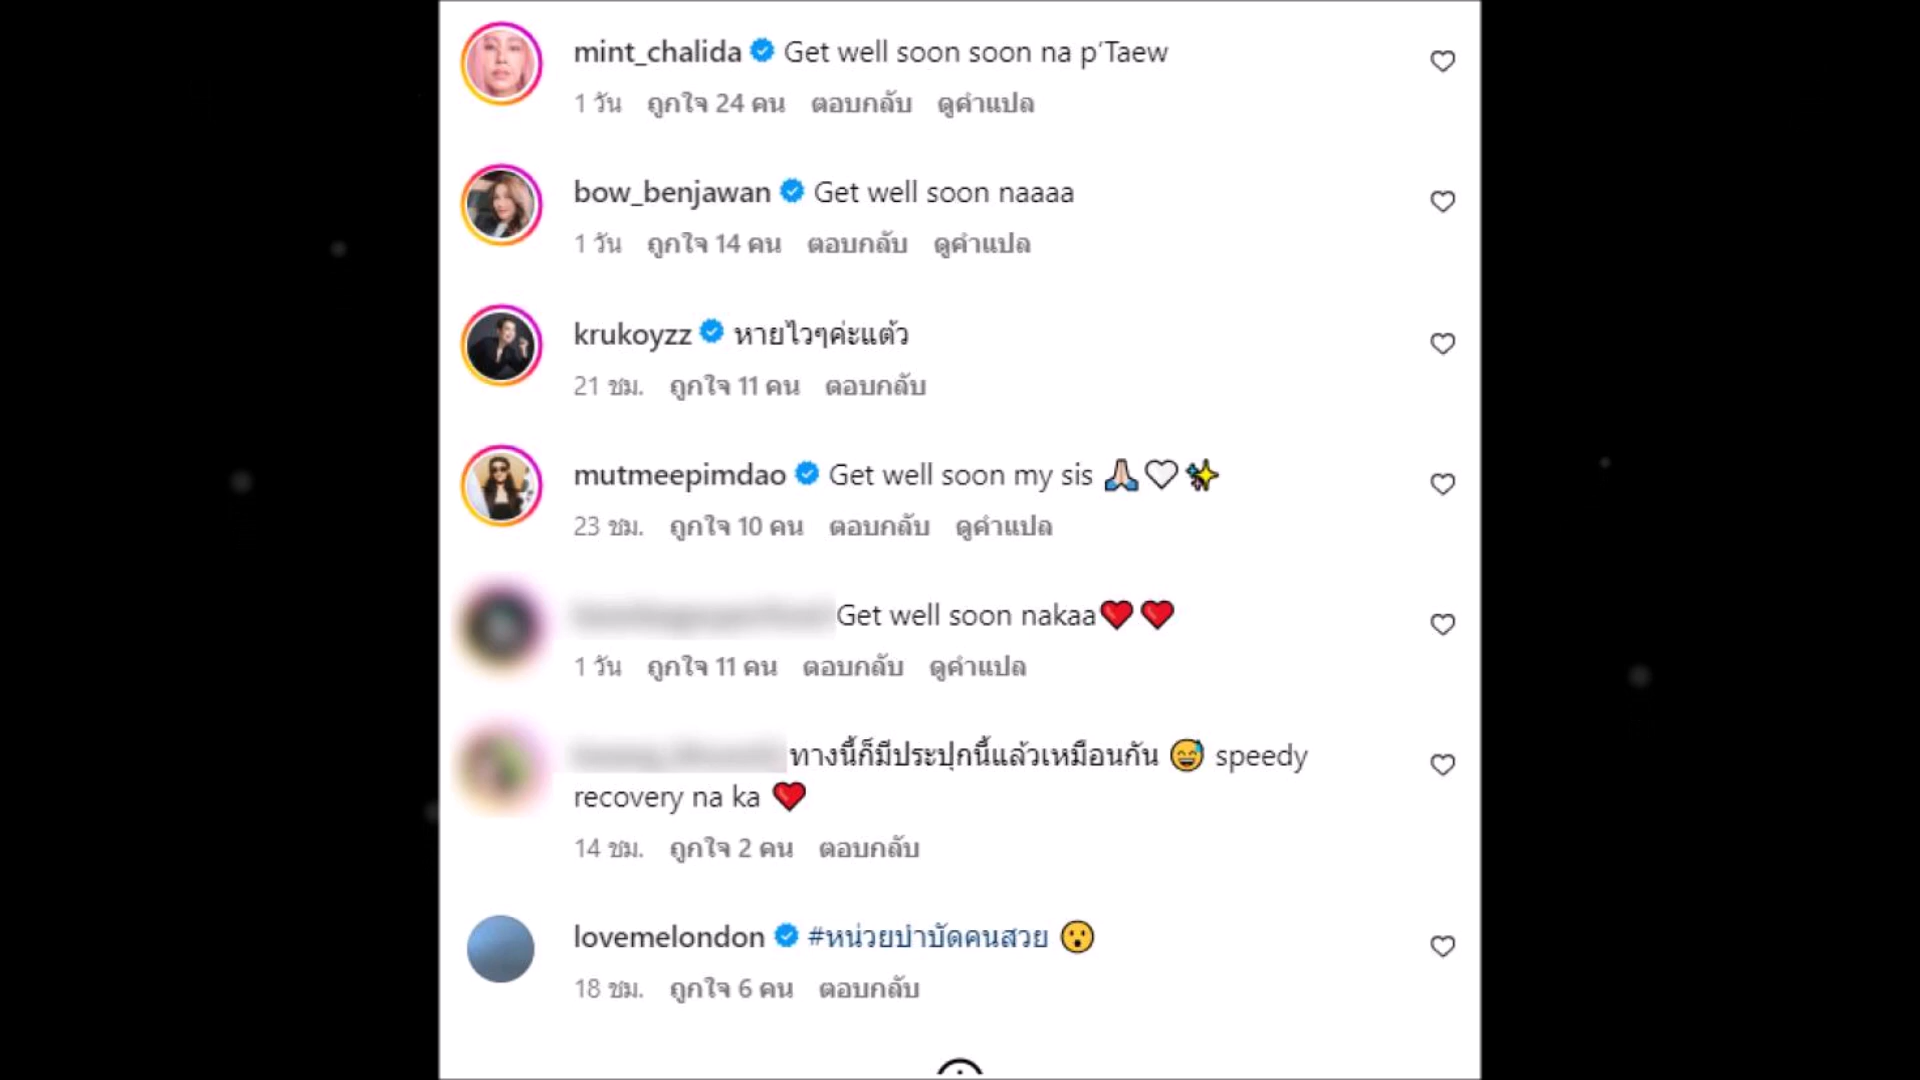 mint_chalida Get well soon soon na p'Taew
1 วัน ถูกใจ 24 คน ตอบกลับ ดูคำแปล
bow_benjawan Get well soon naaaa
1 วัน ถูกใจ 14 คน ตอบกลับ ดูคำแปล
krukoyzz หายไวๆค่ะแต้ว
21 ชม. ถูกใจ 11 คน ตอบกลับ
mutmeepimdao Get well soon my sis 🙏🏻🤍✨
23 ชม. ถูกใจ 10 คน ตอบกลับ ดูคำแปล
Get well soon nakaa❤️❤️
1 วัน ถูกใจ 11 คน ตอบกลับ ดูคำแปล
ทางนี้ก็มีประปุกนี้แล้วเหมือนกัน 😅 speedy
recovery na ka ❤️
14 ชม. ถูกใจ 2 คน ตอบกลับ
lovemelondon #หน่วยบำบัดคนสวย 😮
18 ชม. ถูกใจ 6 คน ตอบกลับ